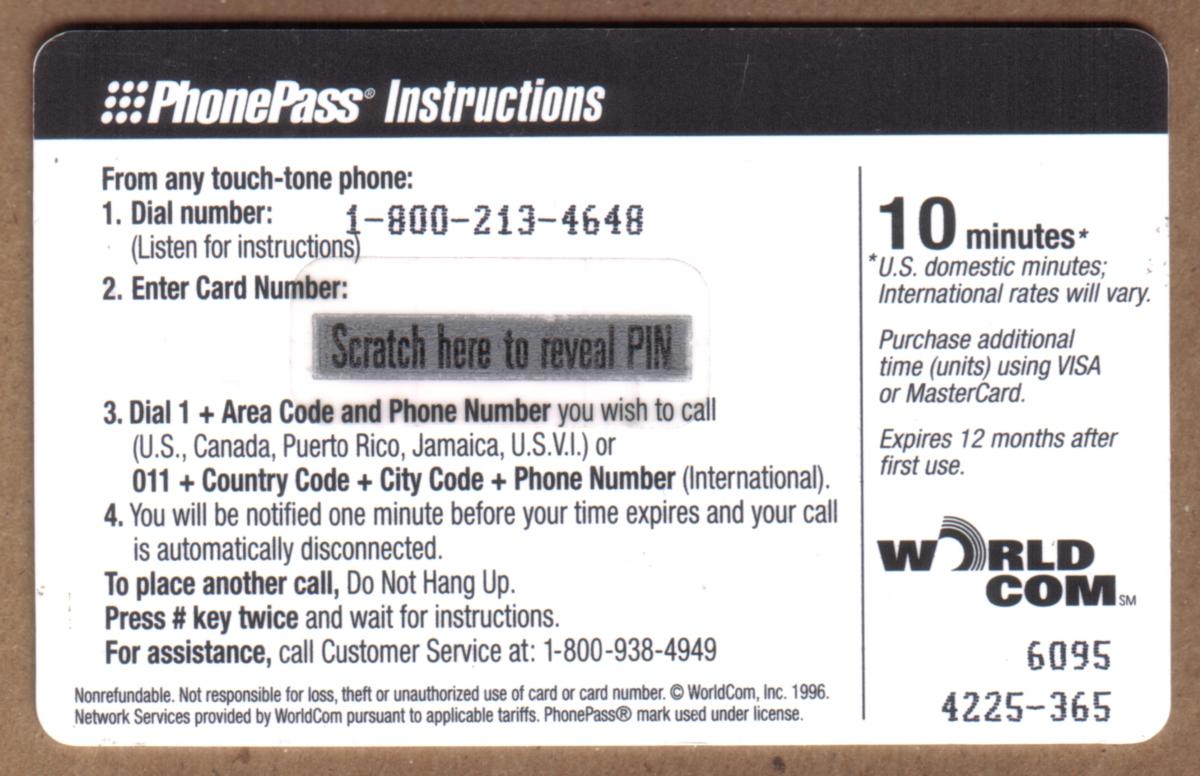 PhonePass® Instructions
From any touch-tone phone:
1. Dial number: 1-800-213-4648
(Listen for instructions)
2. Enter Card Number:
Scratch here to reveal PIN
3. Dial 1 + Area Code and Phone Number you wish to call
(U.S., Canada, Puerto Rico, Jamaica, U.S.V.I.) or
011 + Country Code + City Code + Phone Number (International).
4. You will be notified one minute before your time expires and your call
is automatically disconnected.
To place another call, Do Not Hang Up.
Press # key twice and wait for instructions.
For assistance, call Customer Service at: 1-800-938-4949
Nonrefundable. Not responsible for loss, theft or unauthorized use of card or card number. © WorldCom, Inc. 1996.
Network Services provided by WorldCom pursuant to applicable tariffs. PhonePass® mark used under license.
10 minutes*
*U.S. domestic minutes;
International rates will vary.
Purchase additional
time (units) using VISA
or MasterCard.
Expires 12 months after
first use.
WORLD
COM SM
6095
4225-365